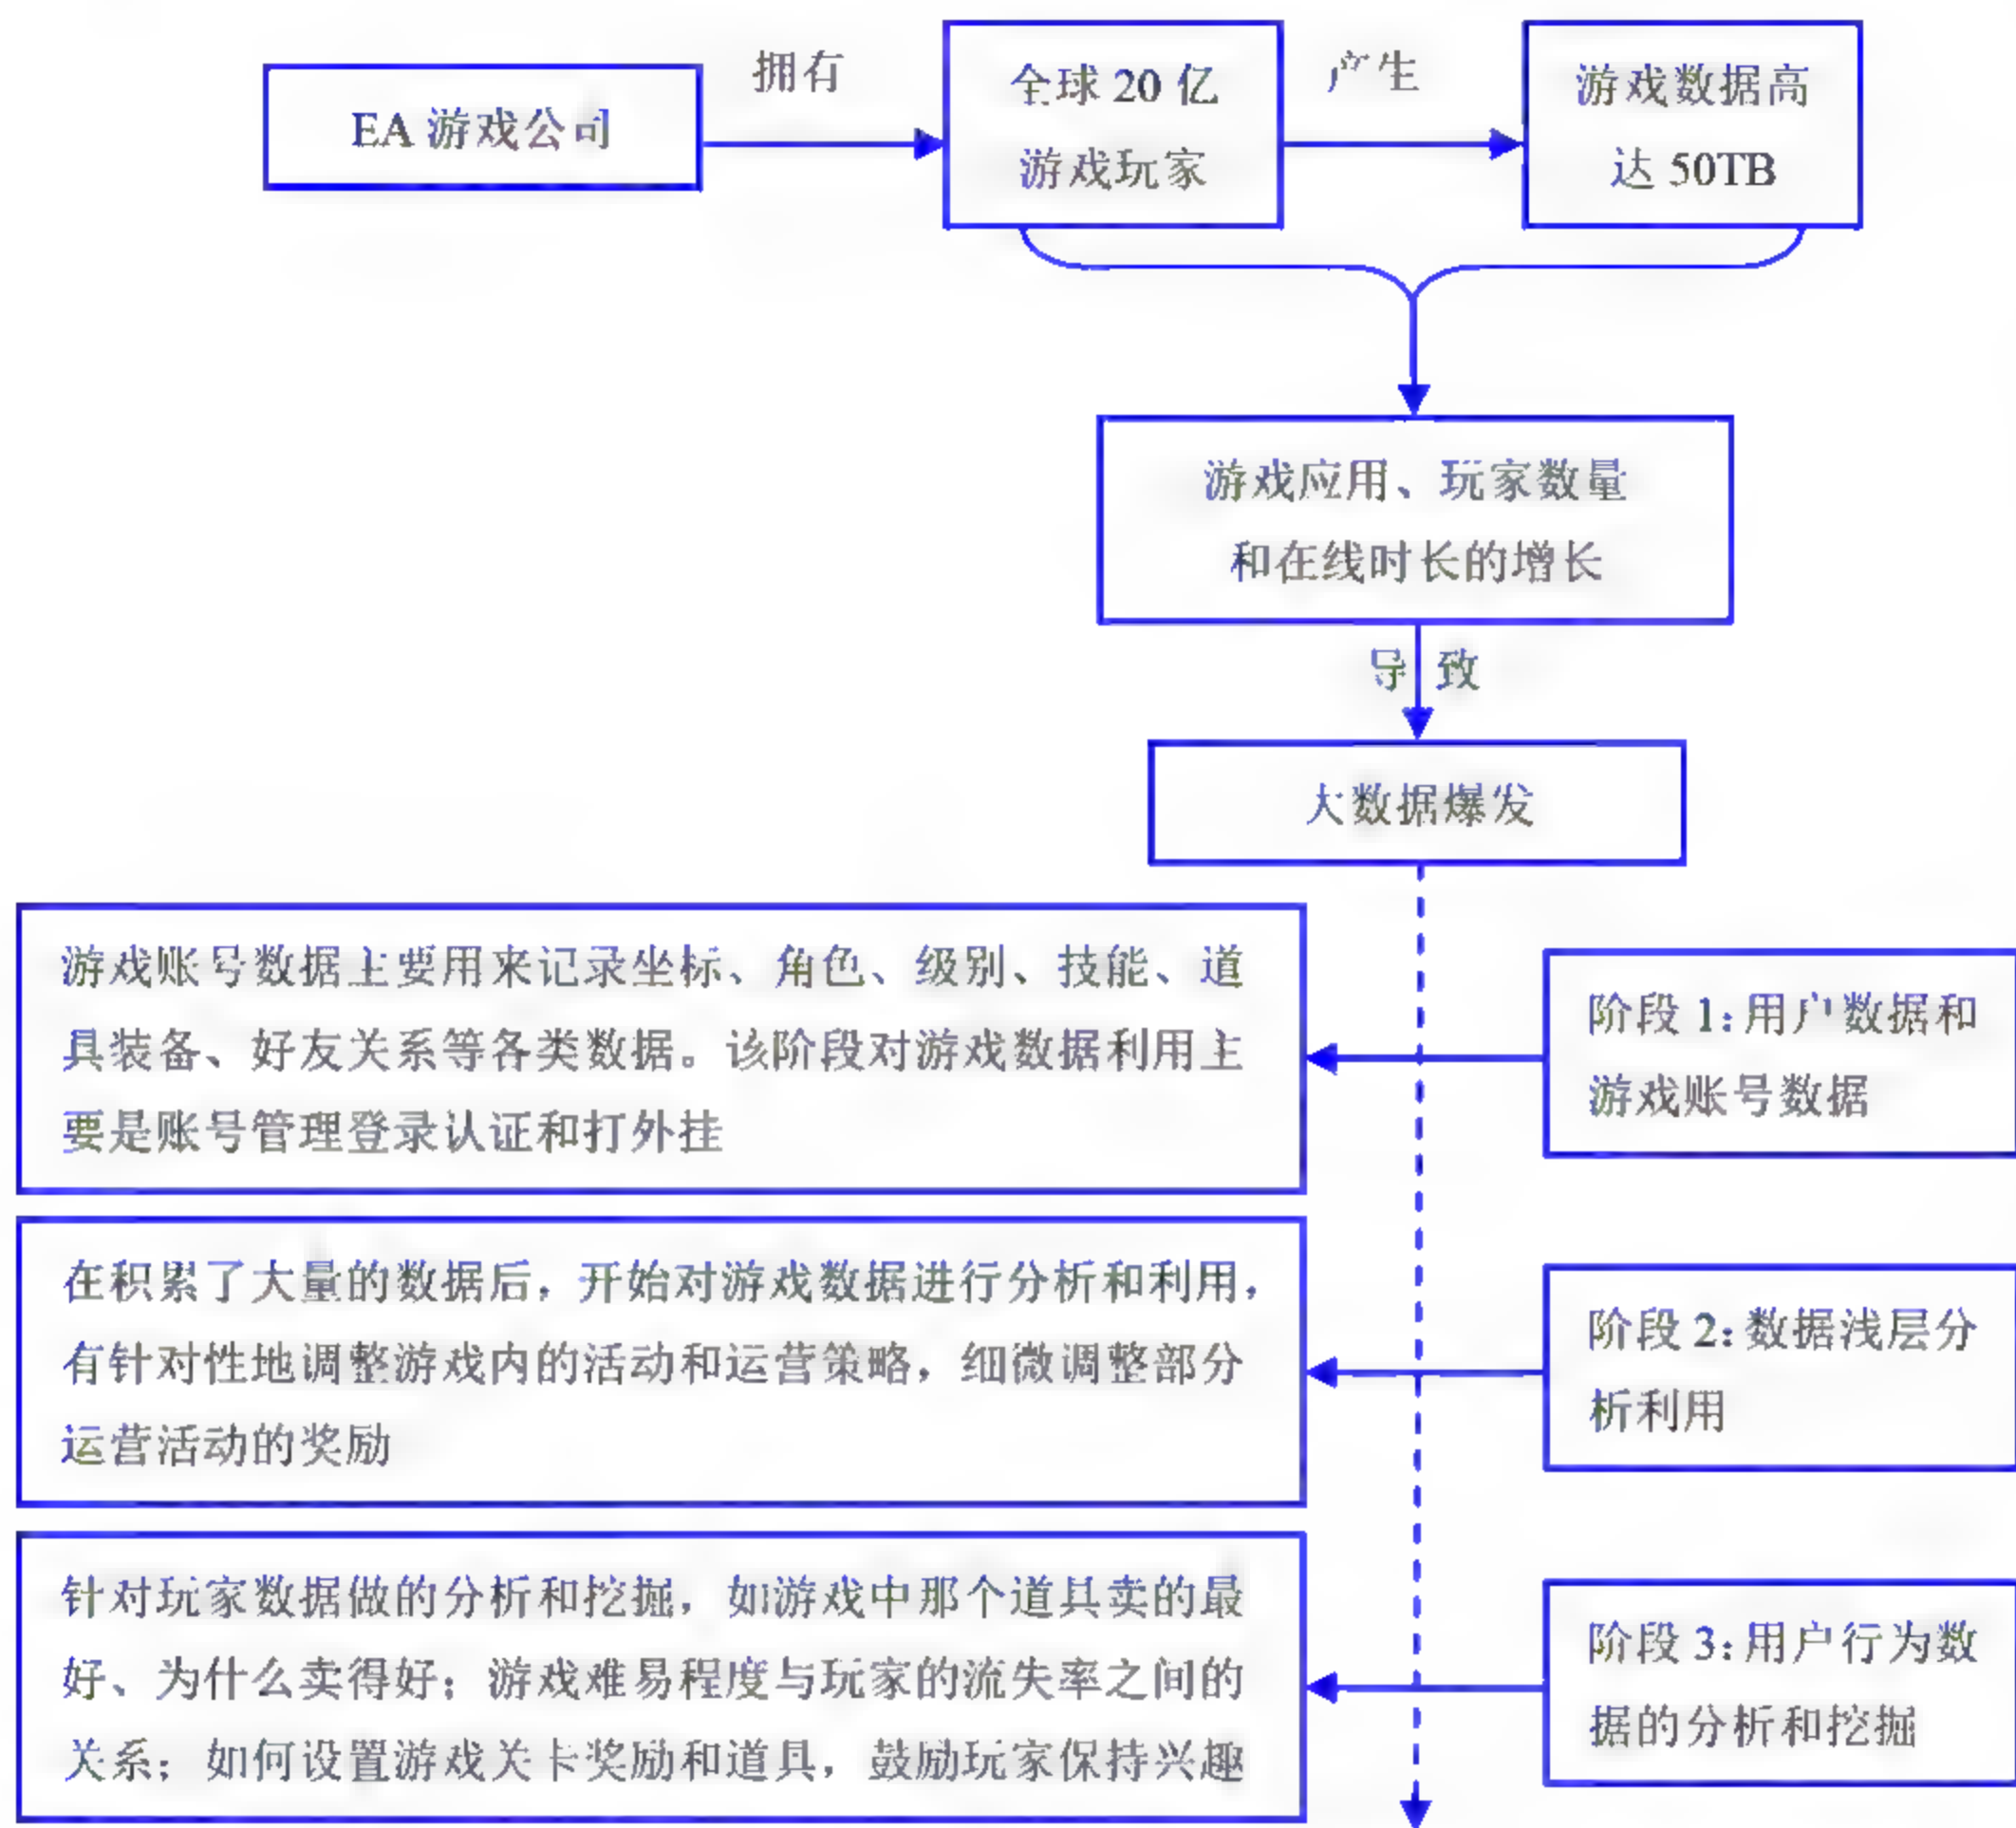 EA 游戏公司
拥有
全球 20 亿
游戏玩家
产生
游戏数据高
达 50TB
游戏应用、玩家数量
和在线时长的增长
导致
大数据爆发
游戏账号数据主要用来记录坐标、角色、级别、技能、道
具装备、好友关系等各类数据。该阶段对游戏数据利用主
要是账号管理登录认证和打外挂
阶段 1：用户数据和
游戏账号数据
在积累了大量的数据后，开始对游戏数据进行分析和利用，
有针对性地调整游戏内的活动和运营策略，细微调整部分
运营活动的奖励
阶段 2：数据浅层分
析利用
针对玩家数据做的分析和挖掘，如游戏中那个道具卖的最
好、为什么卖得好；游戏难易程度与玩家的流失率之间的
关系；如何设置游戏关卡奖励和道具，鼓励玩家保持兴趣
阶段 3：用户行为数
据的分析和挖掘